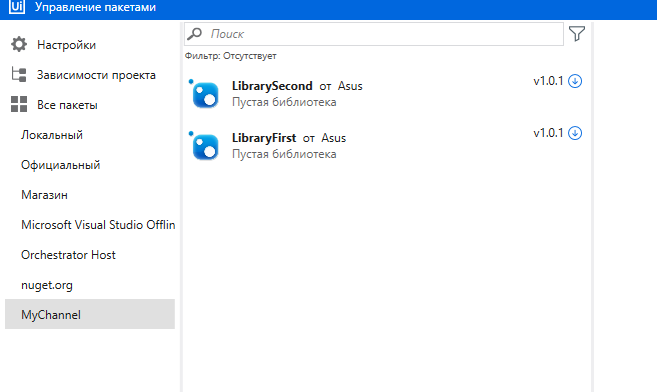 Ui Управление пакетами
Настройки
Зависимости проекта
Все пакеты
Локальный
Официальный
Магазин
Microsoft Visual Studio Offlin
Orchestrator Host
nuget.org
MyChannel
Поиск
Фильтр: Отсутствует
LibrarySecond от Asus v1.0.1
Пустая библиотека
LibraryFirst от Asus v1.0.1
Пустая библиотека